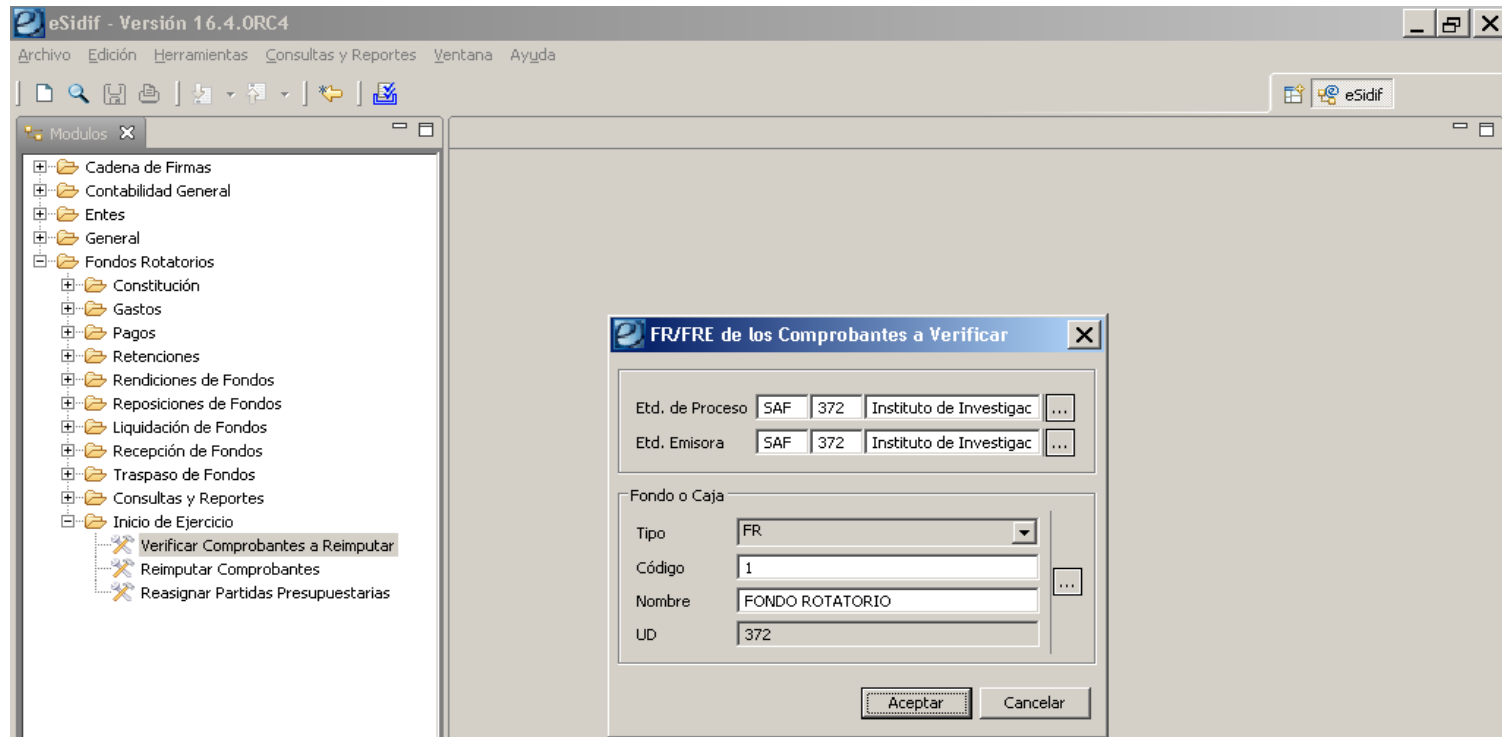 eSidif - Versión 16.4.0RC4
Archivo Edición Herramientas Consultas y Reportes Ventana Ayuda
eSidif
Modulos
Cadena de Firmas
Contabilidad General
Entes
General
Fondos Rotatorios
Constitución
Gastos
Pagos
Retenciones
Rendiciones de Fondos
Reposiciones de Fondos
Liquidación de Fondos
Recepción de Fondos
Traspaso de Fondos
Consultas y Reportes
Inicio de Ejercicio
Verificar Comprobantes a Reimputar
Reimputar Comprobantes
Reasignar Partidas Presupuestarias
FR/FRE de los Comprobantes a Verificar
Etd. de Proceso SAF 372 Instituto de Investigac ...
Etd. Emisora SAF 372 Instituto de Investigac ...
Fondo o Caja
Tipo FR
Código 1
...
Nombre FONDO ROTATORIO
UD 372
Aceptar Cancelar